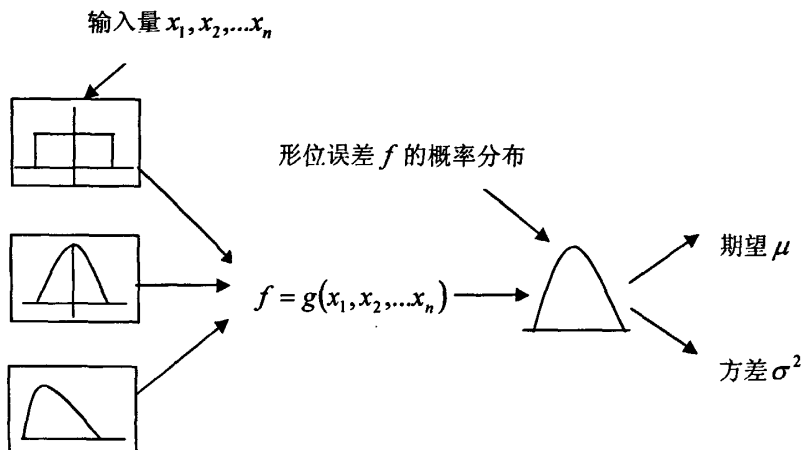 输入量 x₁,x₂,...xₙ
形位误差 f 的概率分布
f = g(x₁,x₂,...xₙ)
期望 μ
方差 σ²